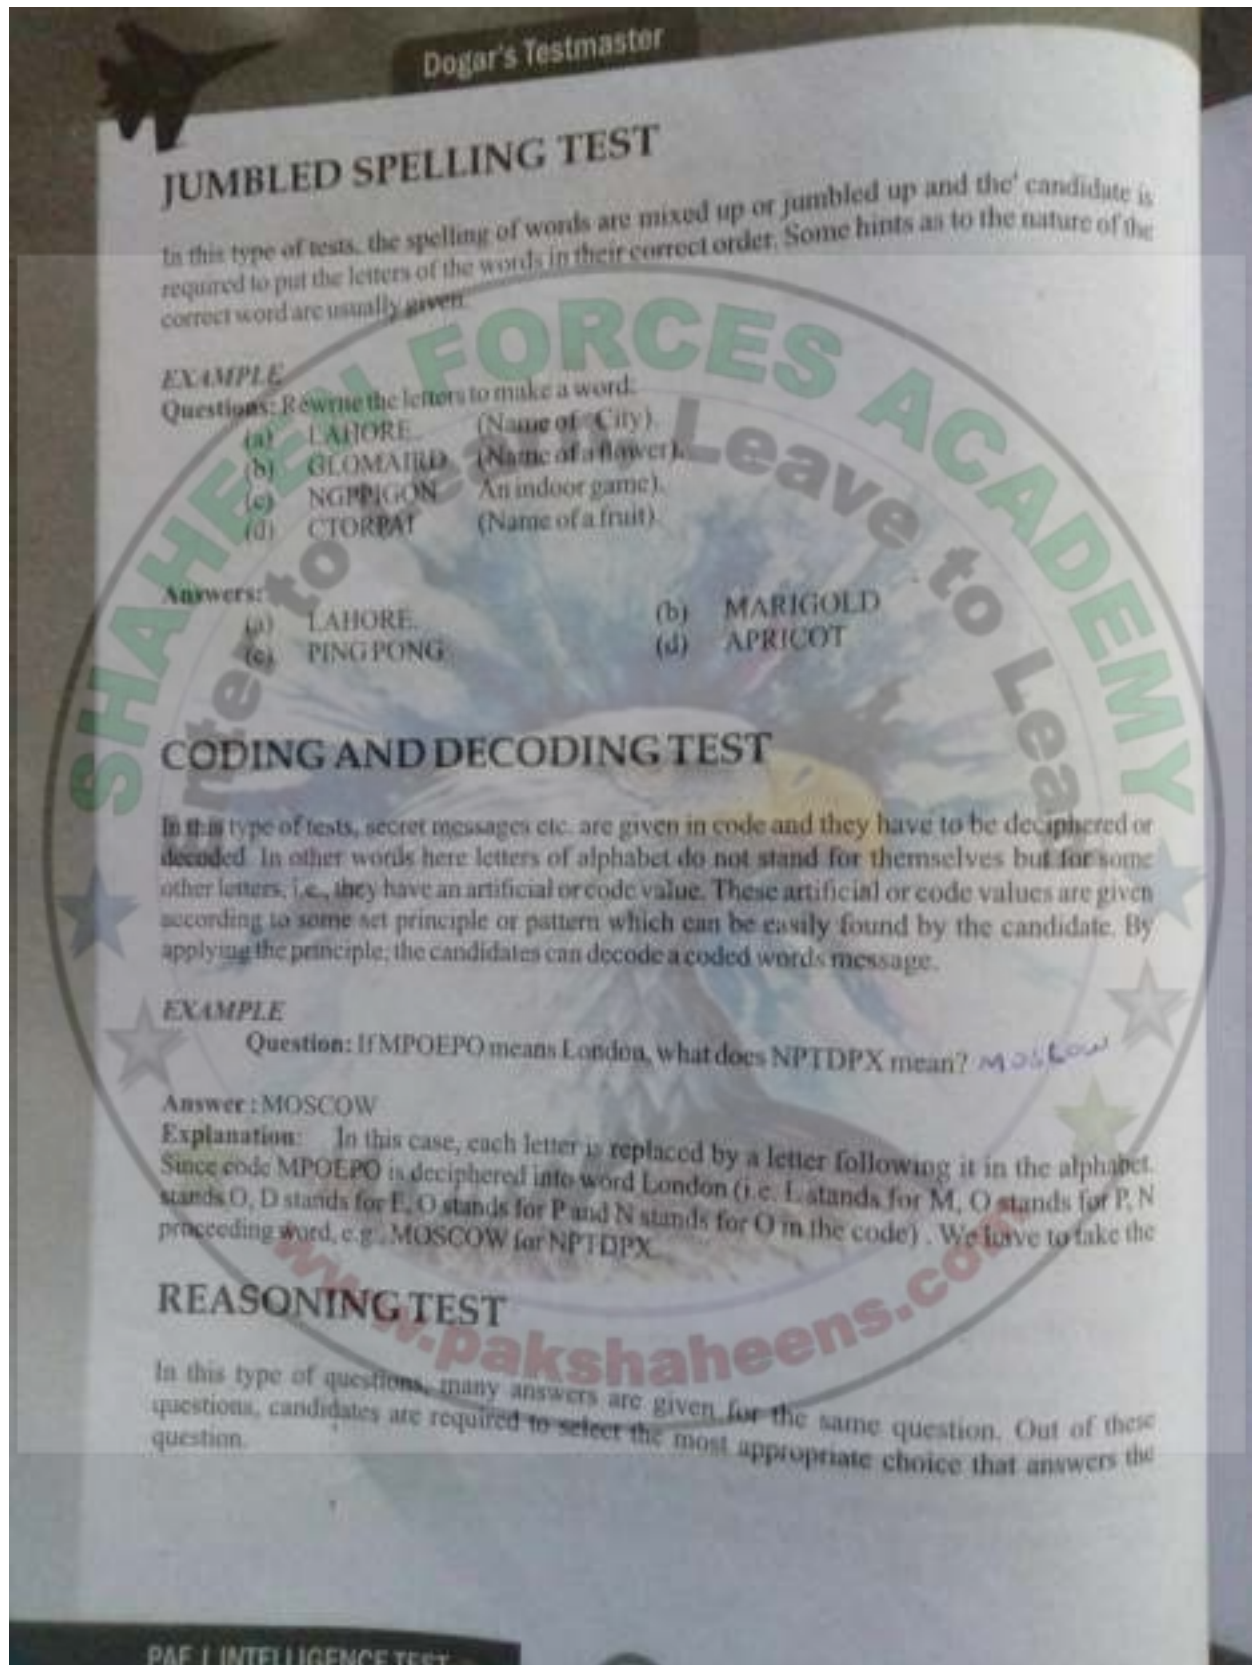 Dogar's Testmaster
JUMBLED SPELLING TEST
In this type of tests, the spelling of words are mixed up or jumbled up and the' candidate is
required to put the letters of the words in their correct order. Some hints as to the nature of the
correct word are usually given.
EXAMPLE
Questions: Rewrite the letters to make a word.
(a) LAHORE. (Name of City).
(b) GLOMAIRD (Name of a flower).
(c) NGPPIGON An indoor game).
(d) CTORPAI (Name of a fruit).
Answers:
(a) LAHORE. (b) MARIGOLD
(c) PING PONG (d) APRICOT
CODING AND DECODING TEST
In this type of tests, secret messages etc. are given in code and they have to be deciphered or
decoded. In other words here letters of alphabet do not stand for themselves but for some
other letters, i.e., they have an artificial or code value. These artificial or code values are given
according to some set principle or pattern which can be easily found by the candidate. By
applying the principle; the candidates can decode a coded words message.
EXAMPLE
Question: If MPOEPO means London, what does NPTDPX mean? MOSCOW
Answer : MOSCOW
Explanation: In this case, each letter is replaced by a letter following it in the alphabet.
Since code MPOEPO is deciphered into word London (i.e. L stands for M, O stands for P, N
stands O, D stands for E, O stands for P and N stands for O in the code) . We have to take the
proceeding word, e.g. MOSCOW for NPTDPX.
REASONING TEST
In this type of questions, many answers are given for the same question. Out of these
questions, candidates are required to select the most appropriate choice that answers the
question.
PAF | INTELLIGENCE TEST
SHAHEEN FORCES ACADEMY
Enter to Learn, Leave to Lead
www.pakshaheens.com